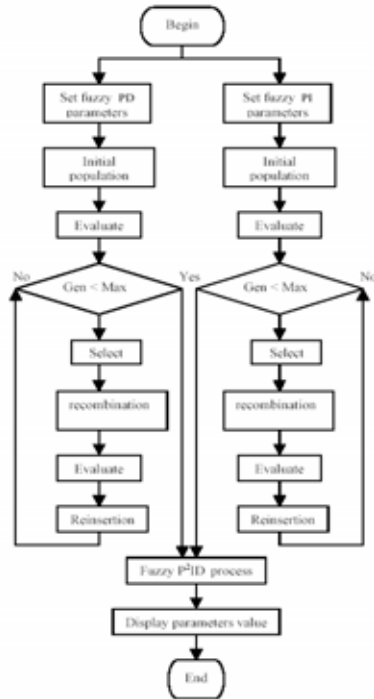 Begin
Set fuzzy PD
parameters
Set fuzzy PI
parameters
Initial
population
Initial
population
Evaluate
Evaluate
No
Gen < Max
Yes
Gen < Max
No
Select
Select
recombination
recombination
Evaluate
Evaluate
Reinsertion
Reinsertion
Fuzzy P²ID process
Display parameters value
End